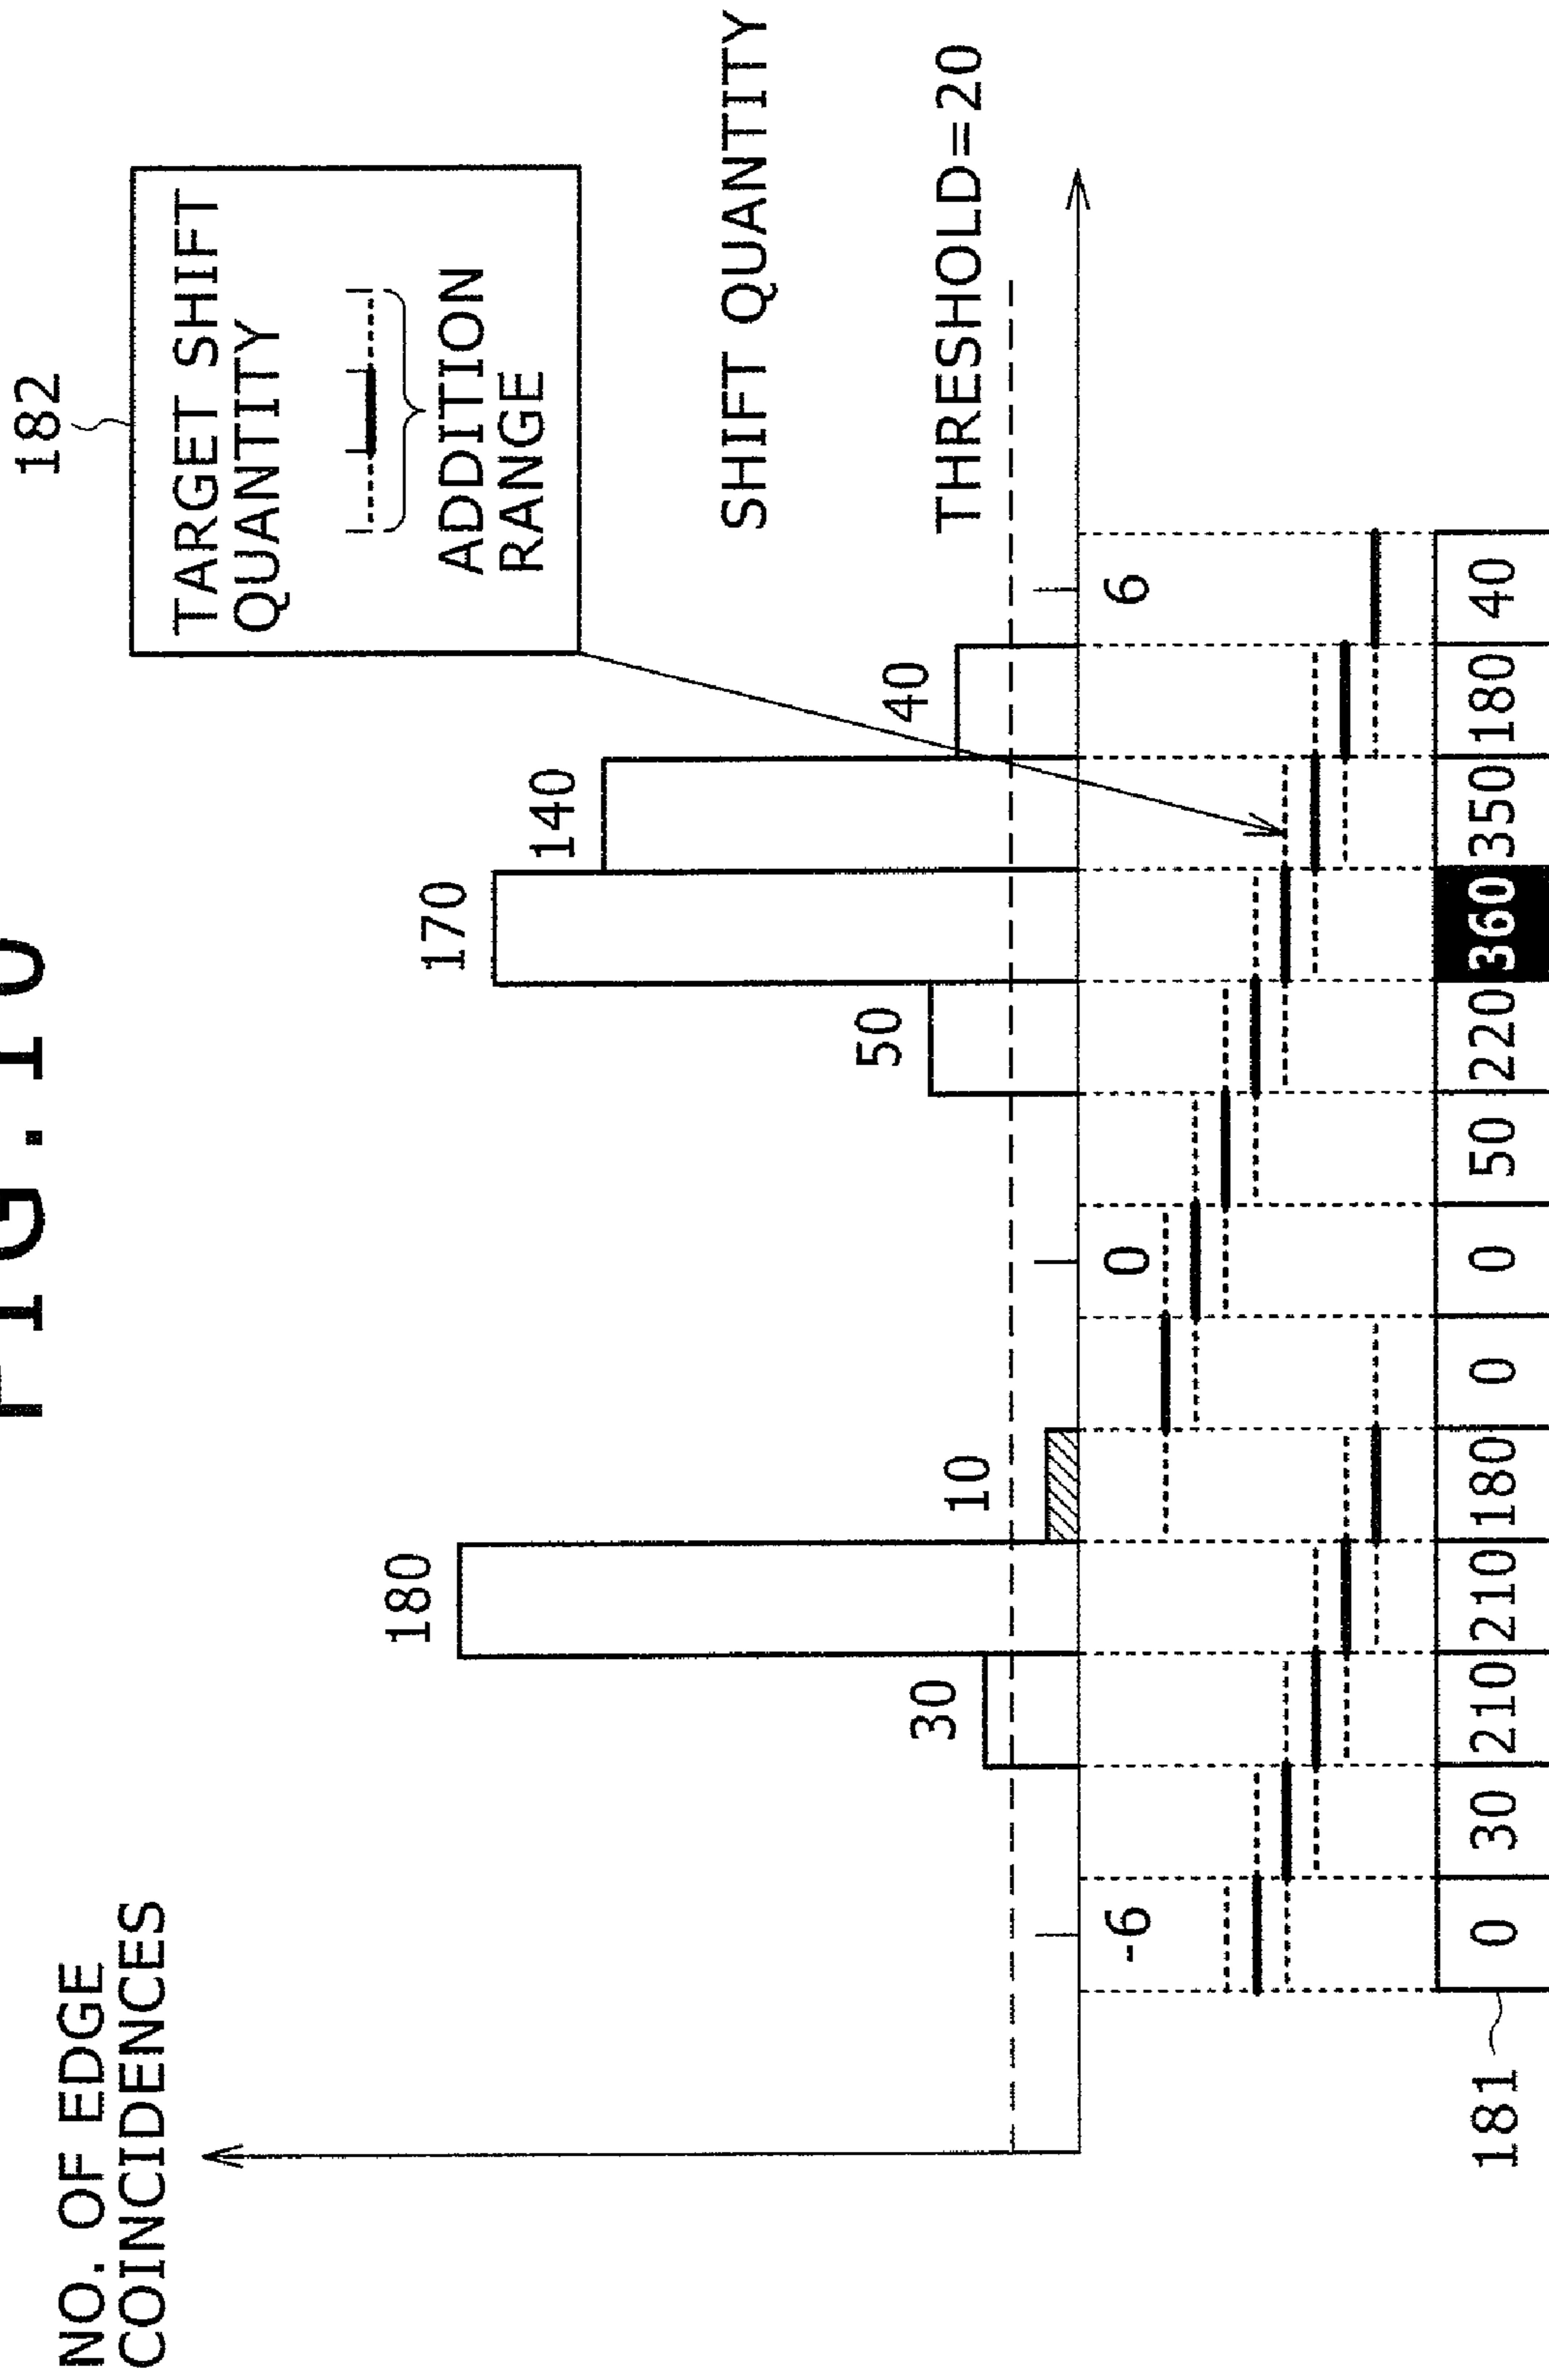 FIG.10
NO. OF EDGE
COINCIDENCES
182
TARGET SHIFT
QUANTITY
ADDITION
RANGE
SHIFT QUANTITY
THRESHOLD=20
30
180
10
50
170
140
40
-6
0
6
181
0
30
210
210
180
0
0
50
220
360
350
180
40